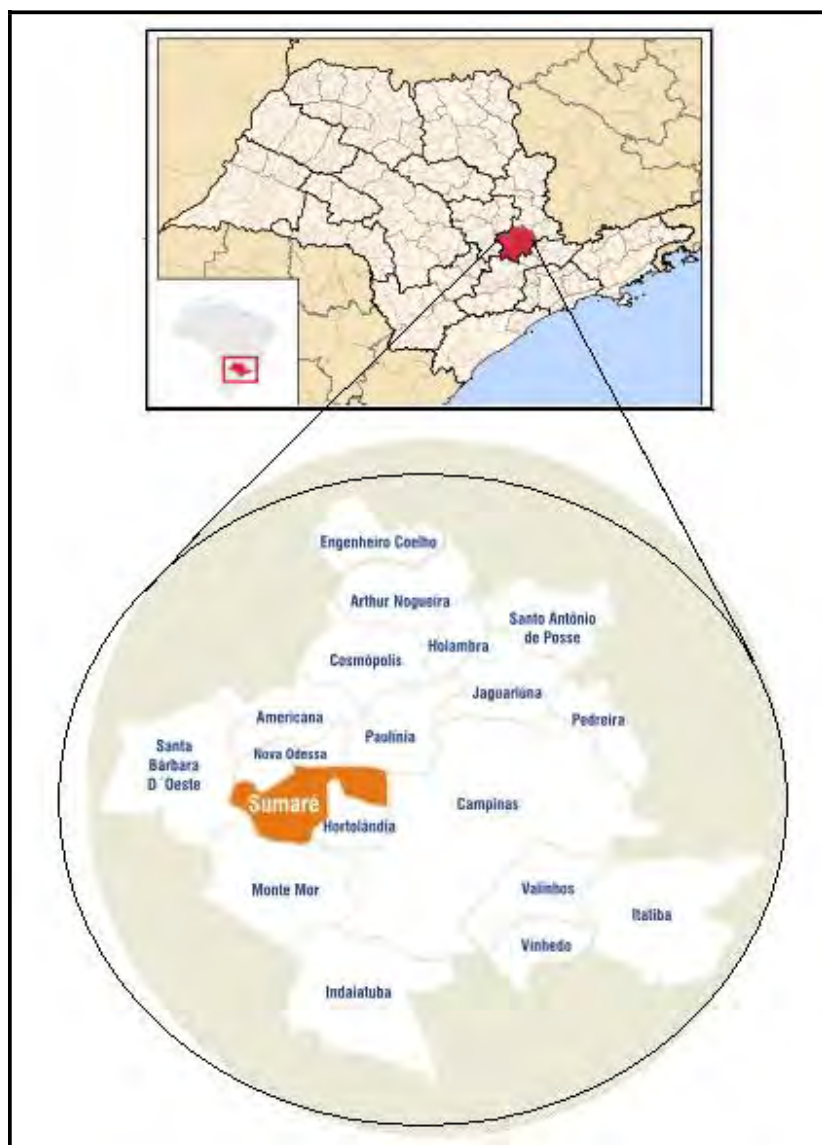 Engenheiro Coelho
Arthur Nogueira
Santo Antônio
de Posse
Holambra
Cosmópolis
Jaguariuna
Pedreira
Americana
Paulínia
Santa
Bárbara
D´Oeste
Nova Odessa
Sumaré
Campinas
Hortolândia
Monte Mor
Valinhos
Itatiba
Vinhedo
Indaiatuba